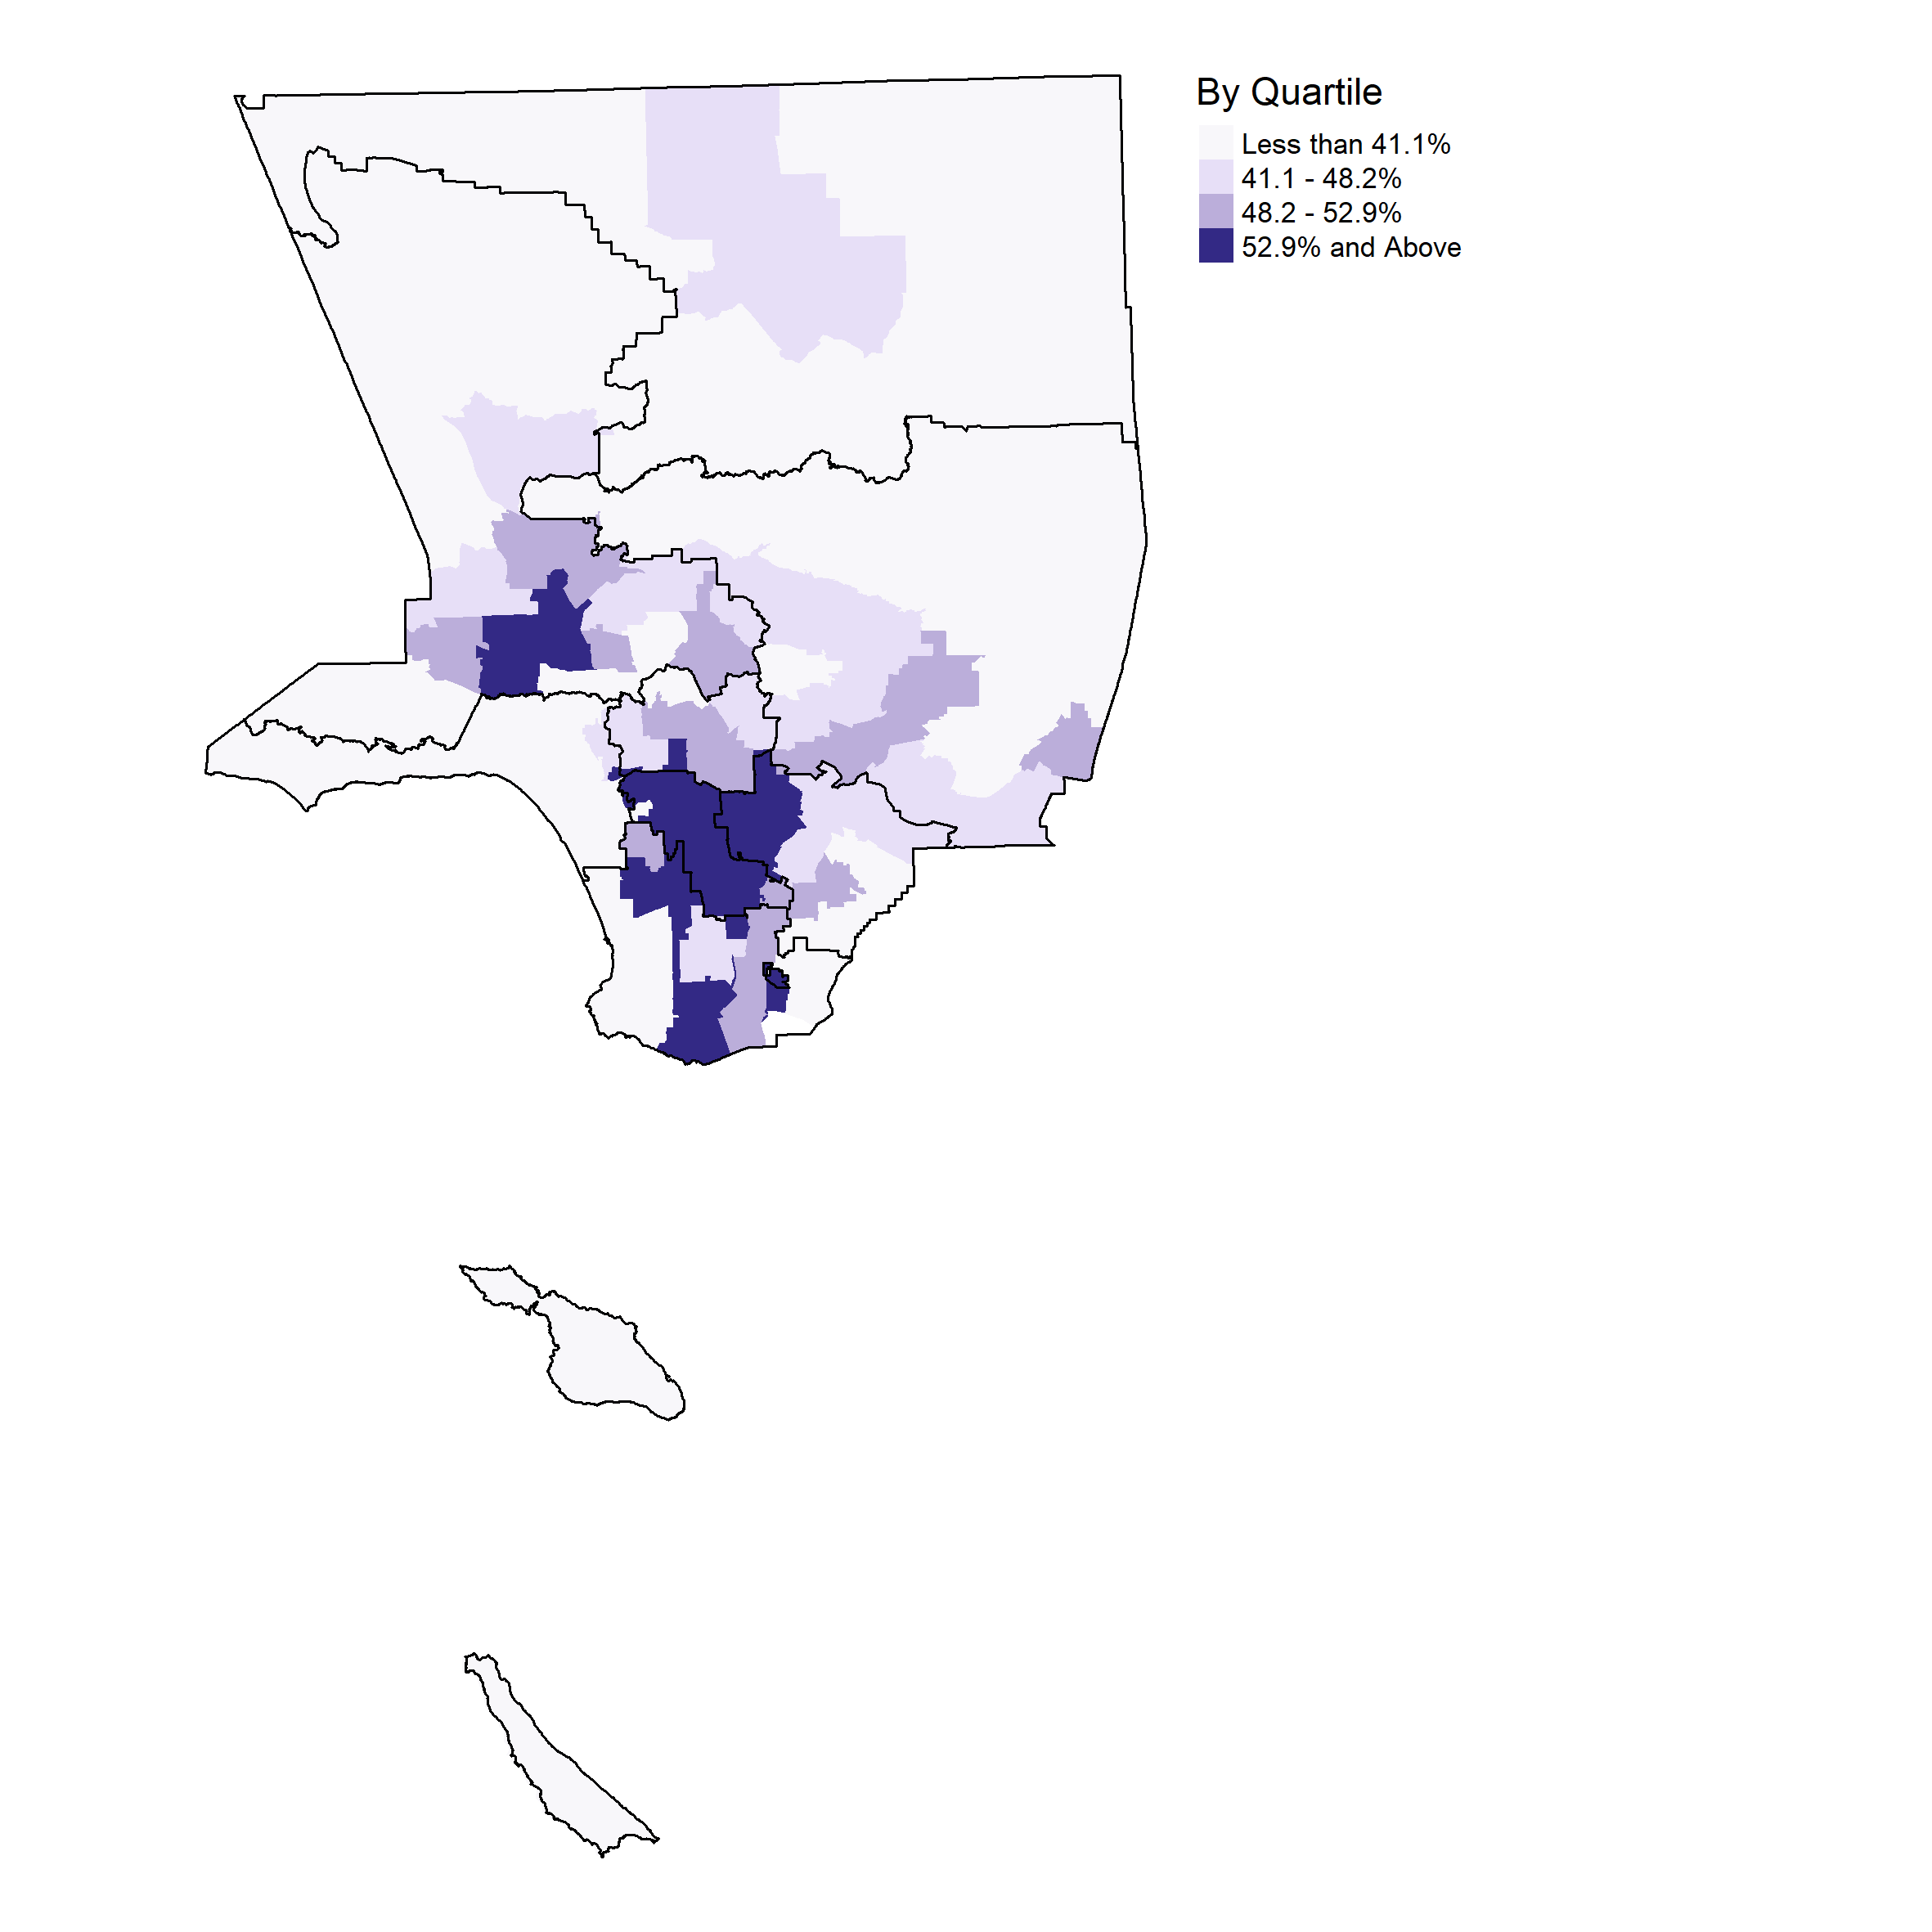 By Quartile
Less than 41.1%
41.1 - 48.2%
48.2 - 52.9%
52.9% and Above